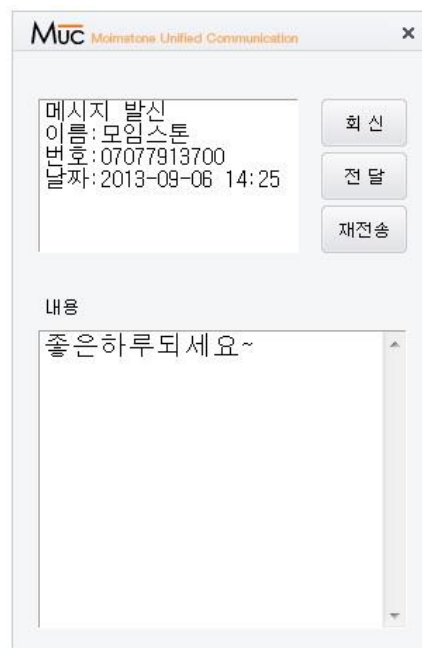 MUC Moimstone Unified Communication
메시지 발신
이름:모임스톤
번호:07077913700
날짜:2013-09-06 14:25
회 신
전 달
재전송
내용
좋은하루되세요~